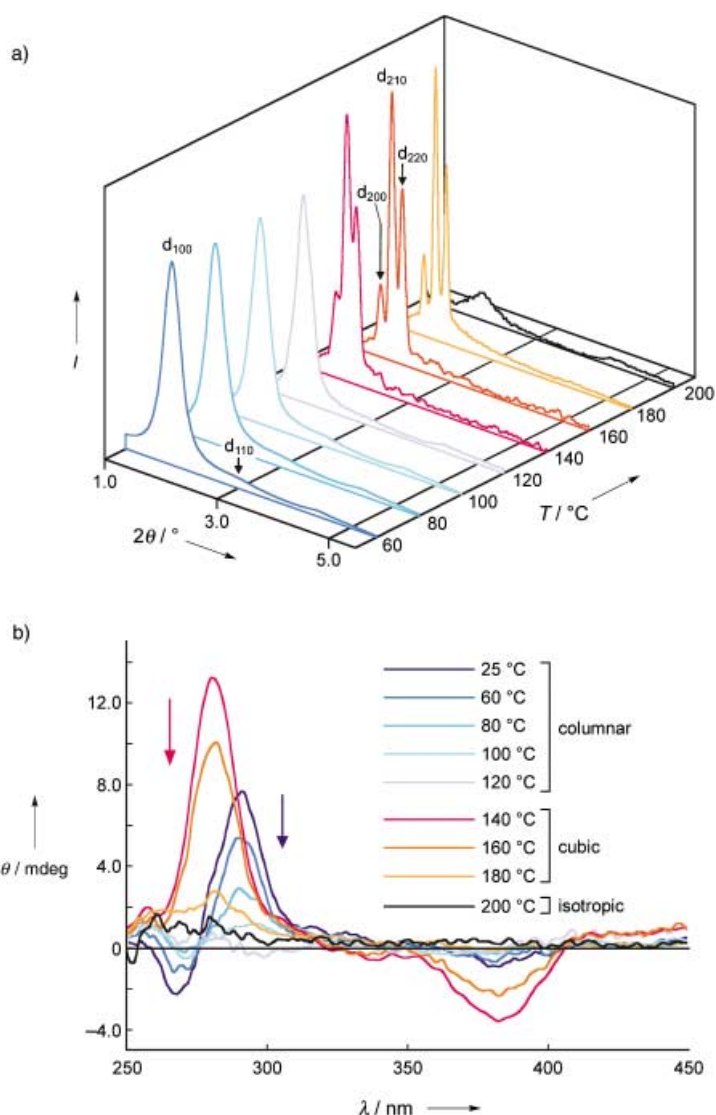 a)
d210
d220
d200
d100
I
d110
1.0
3.0
5.0
2θ / °
60
80
100
120
140
160
180
200
T / °C
b)
12.0
8.0
4.0
0
–4.0
θ / mdeg
25 °C
60 °C
80 °C
100 °C
120 °C
columnar
140 °C
160 °C
180 °C
cubic
200 °C
isotropic
250
300
350
400
450
λ / nm